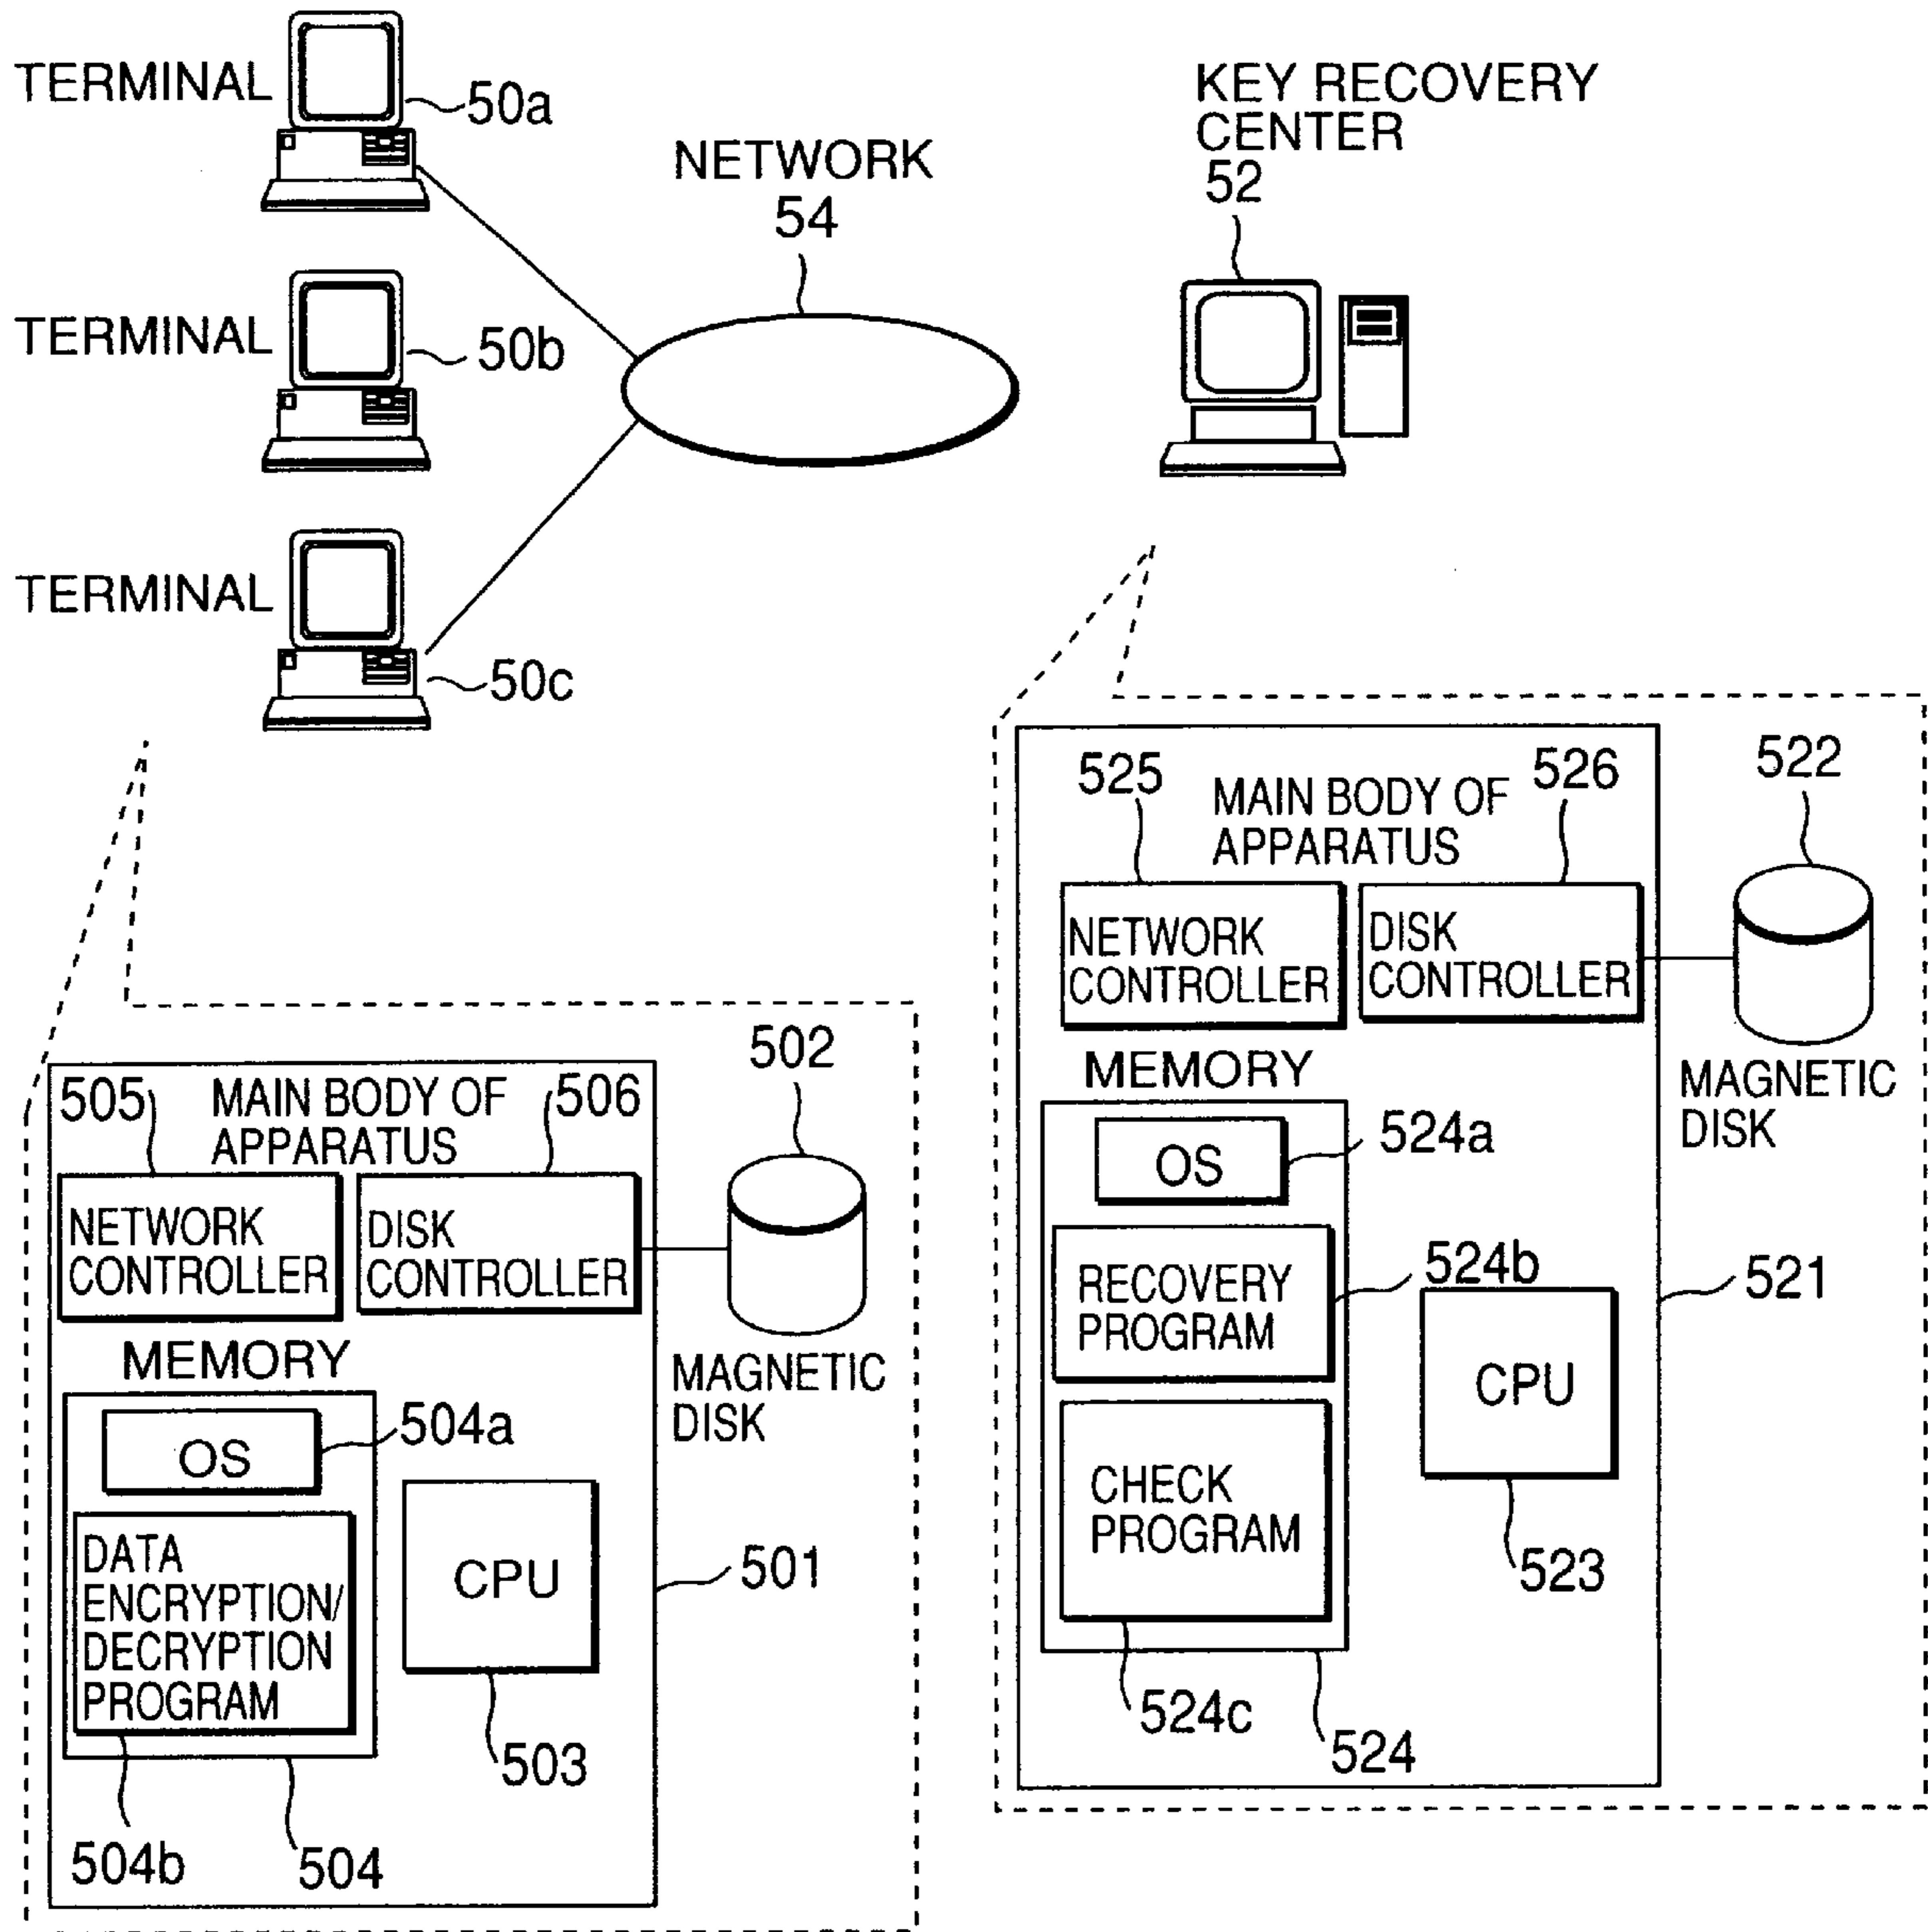 TERMINAL
50a
NETWORK
54
KEY RECOVERY
CENTER
52
TERMINAL
50b
TERMINAL
50c
525
MAIN BODY OF
APPARATUS
526
522
NETWORK
CONTROLLER
DISK
CONTROLLER
MAGNETIC
DISK
MEMORY
OS
524a
RECOVERY
PROGRAM
524b
521
CPU
CHECK
PROGRAM
523
524c
524
505
MAIN BODY OF
APPARATUS
506
502
NETWORK
CONTROLLER
DISK
CONTROLLER
MAGNETIC
DISK
MEMORY
OS
504a
DATA
ENCRYPTION/
DECRYPTION
PROGRAM
CPU
501
503
504b
504